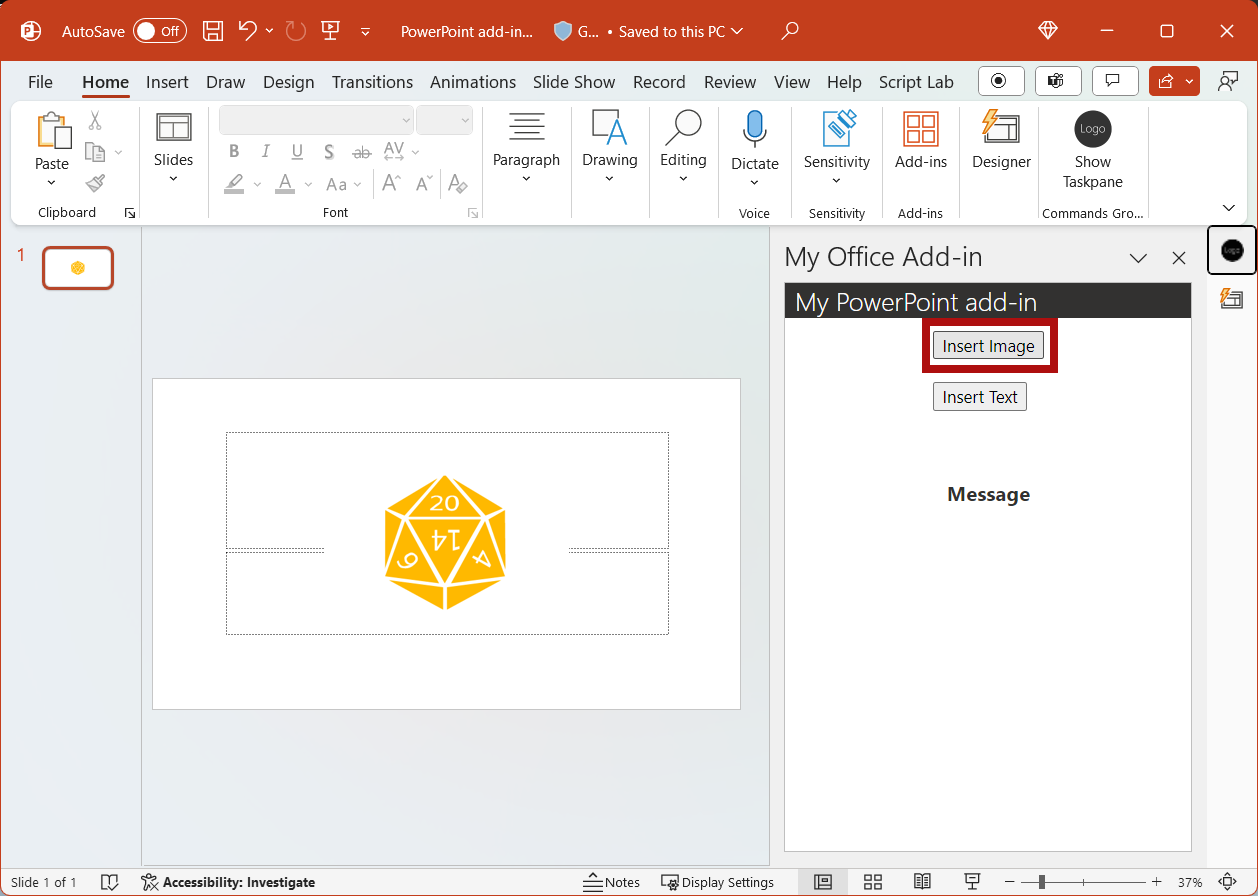 AutoSave Off PowerPoint add-in... G... • Saved to this PC
File Home Insert Draw Design Transitions Animations Slide Show Record Review View Help Script Lab
Paste
Clipboard
Slides
B I U S ab AV
A Aa A A A
Font
Paragraph
Drawing
Editing
Dictate
Voice
Sensitivity
Sensitivity
Add-ins
Add-ins
Designer
Logo
Show
Taskpane
Commands Gro...
1
20
14
6
4
My Office Add-in
My PowerPoint add-in
Insert Image
Insert Text
Message
Slide 1 of 1 Accessibility: Investigate Notes Display Settings 37%